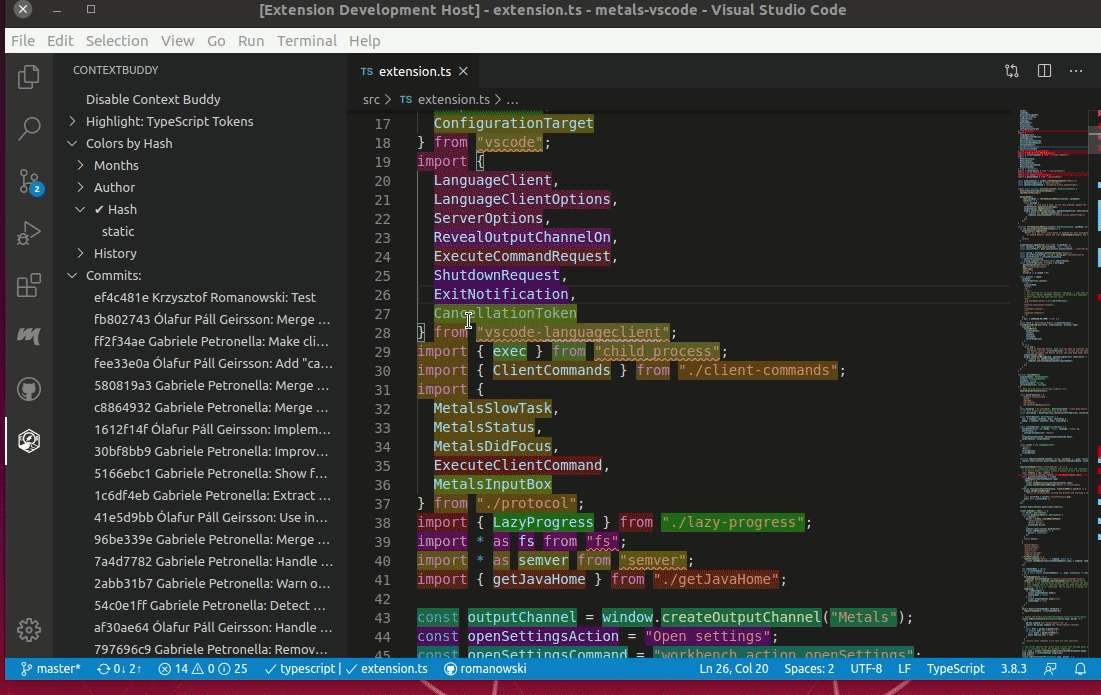 [Extension Development Host] - extension.ts - metals-vscode - Visual Studio Code
File Edit Selection View Go Run Terminal Help
CONTEXTBUDDY
Disable Context Buddy
Highlight: TypeScript Tokens
Colors by Hash
Months
Author
✔ Hash
static
History
Commits:
ef4c481e Krzysztof Romanowski: Test
fb802743 Ólafur Páll Geirsson: Merge ...
ff2f34ae Gabriele Petronella: Make cli...
fee33e0a Ólafur Páll Geirsson: Add "ca...
580819a3 Gabriele Petronella: Merge ...
c8864932 Gabriele Petronella: Merge ...
1612f14f Ólafur Páll Geirsson: Implem...
30bf8bb9 Gabriele Petronella: Improv...
5166ebc1 Gabriele Petronella: Show f...
1c6df4eb Gabriele Petronella: Extract ...
41e5d9bb Ólafur Páll Geirsson: Use in...
96be339e Gabriele Petronella: Merge ...
7a4d7782 Gabriele Petronella: Handle ...
2abb31b7 Gabriele Petronella: Warn o...
54c0e1ff Gabriele Petronella: Detect ...
af30ae64 Ólafur Páll Geirsson: Handle ...
797696c9 Gabriele Petronella: Remov...
2
TS extension.ts
src > TS extension.ts > ...
17 ConfigurationTarget
18 } from "vscode";
19 import {
20 LanguageClient,
21 LanguageClientOptions,
22 ServerOptions,
23 RevealOutputChannelOn,
24 ExecuteCommandRequest,
25 ShutdownRequest,
26 ExitNotification,
27 CancellationToken
28 } from "vscode-languageclient";
29 import { exec } from "child_process";
30 import { ClientCommands } from "./client-commands";
31 import {
32 MetalsSlowTask,
33 MetalsStatus,
34 MetalsDidFocus,
35 ExecuteClientCommand,
36 MetalsInputBox
37 } from "./protocol";
38 import { LazyProgress } from "./lazy-progress";
39 import * as fs from "fs";
40 import * as semver from "semver";
41 import { getJavaHome } from "./getJavaHome";
42
43 const outputChannel = window.createOutputChannel("Metals");
44 const openSettingsAction = "Open settings";
45 const openSettingsCommand = "workbench.action.openSettings";
master* 0↓ 2↑ 14 0 25 ✓ typescript | ✓ extension.ts romanowski Ln 26, Col 20 Spaces: 2 UTF-8 LF TypeScript 3.8.3